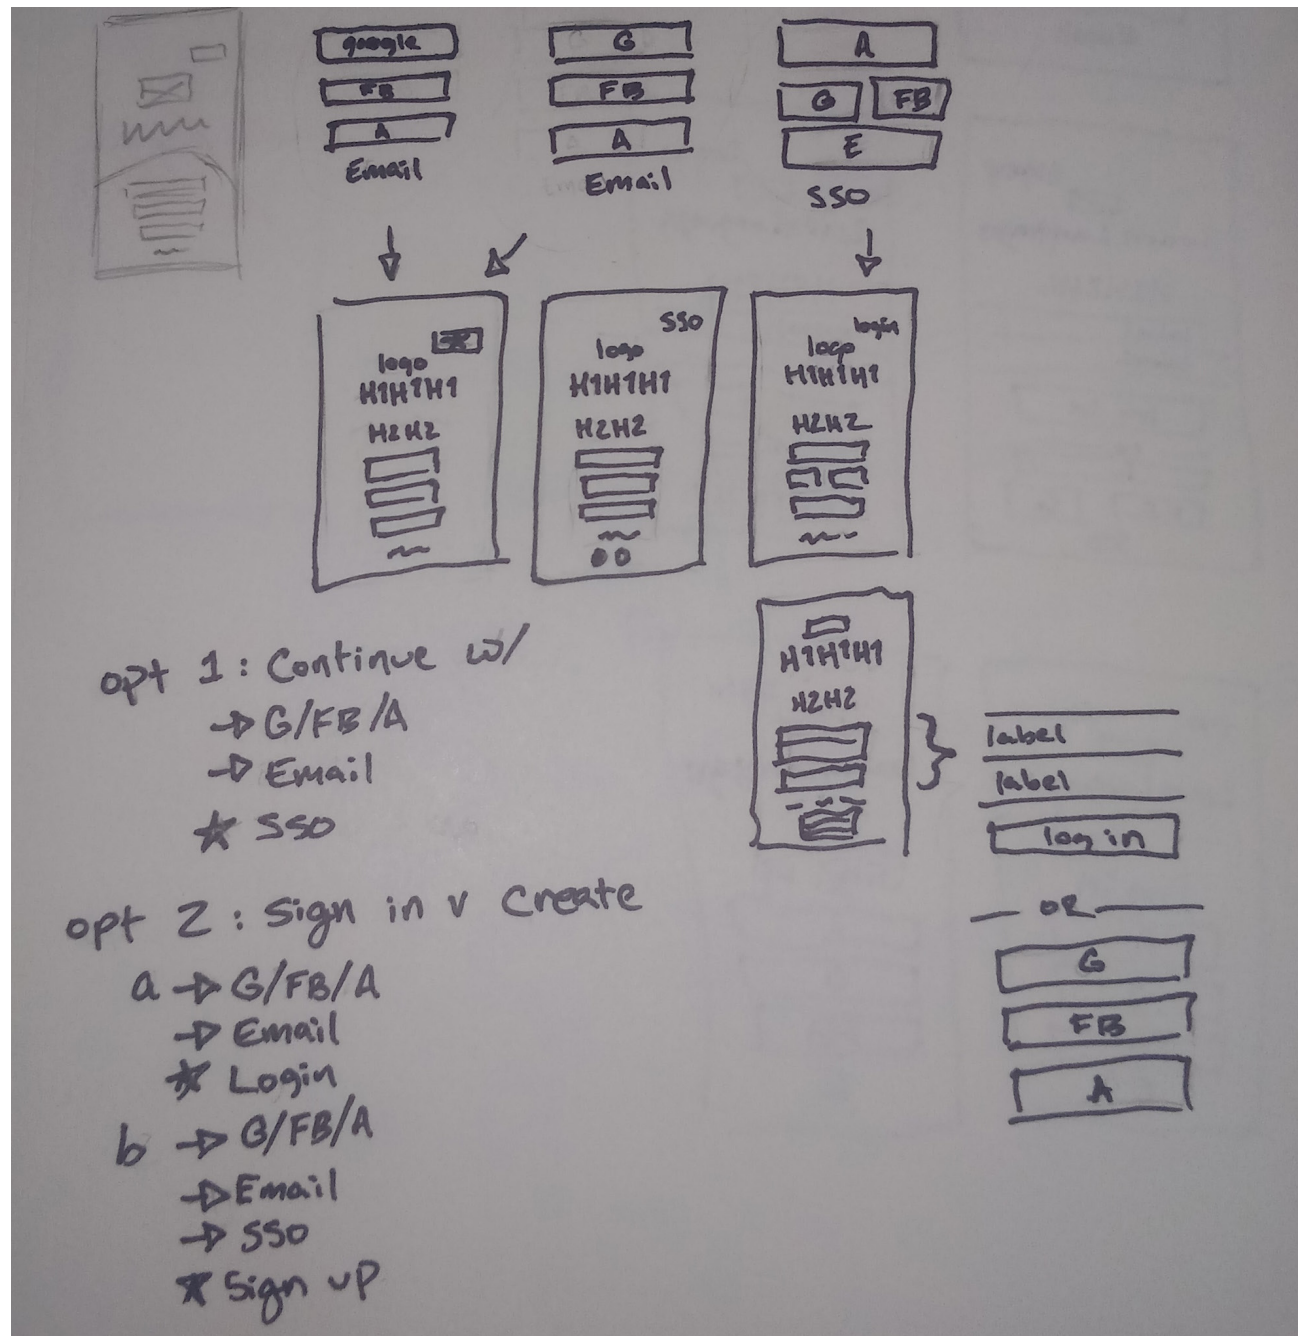 google
FB
A
Email
G
FB
A
Email
A
G FB
E
SSO
logo
H1H1H1
H2H2
SSO
logo
H1H1H1
H2H2
login
logo
H1H1H1
H2H2
H1H1H1
H2H2
label
label
log in
OR
G
FB
A
opt 1: Continue w/
→ G/FB/A
→ Email
★ SSO
opt 2: Sign in v Create
a → G/FB/A
→ Email
★ Login
b → G/FB/A
→ Email
→ SSO
★ Sign up